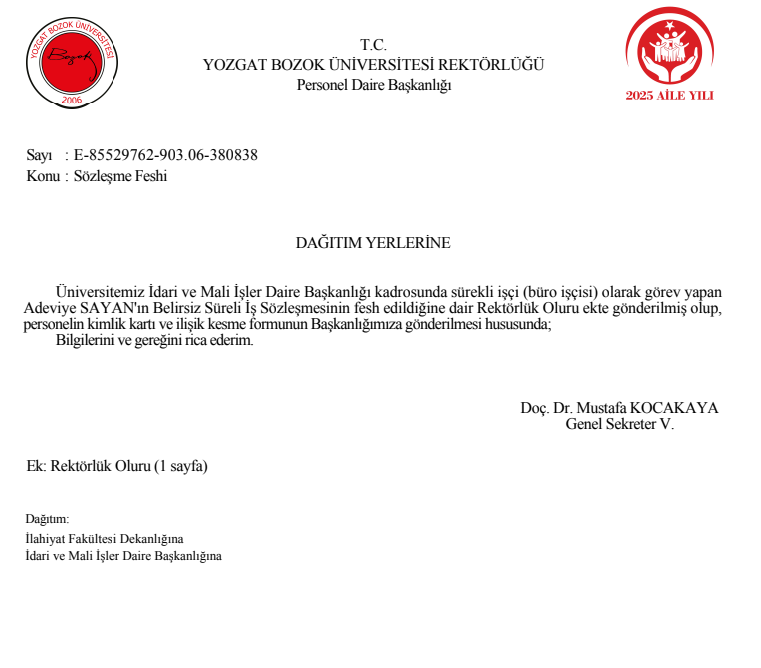 YOZGAT BOZOK ÜNİVERSİTESİ
Bozok
2006
T.C.
YOZGAT BOZOK ÜNİVERSİTESİ REKTÖRLÜĞÜ
Personel Daire Başkanlığı
2025 AİLE YILI
Sayı : E-85529762-903.06-380838
Konu : Sözleşme Feshi
DAĞITIM YERLERİNE
Üniversitemiz İdari ve Mali İşler Daire Başkanlığı kadrosunda sürekli işçi (büro işçisi) olarak görev yapan
Adeviye SAYAN'ın Belirsiz Süreli İş Sözleşmesinin fesh edildiğine dair Rektörlük Oluru ekte gönderilmiş olup,
personelin kimlik kartı ve ilişik kesme formunun Başkanlığımıza gönderilmesi hususunda;
Bilgilerini ve gereğini rica ederim.
Doç. Dr. Mustafa KOCAKAYA
Genel Sekreter V.
Ek: Rektörlük Oluru (1 sayfa)
Dağıtım:
İlahiyat Fakültesi Dekanlığına
İdari ve Mali İşler Daire Başkanlığına